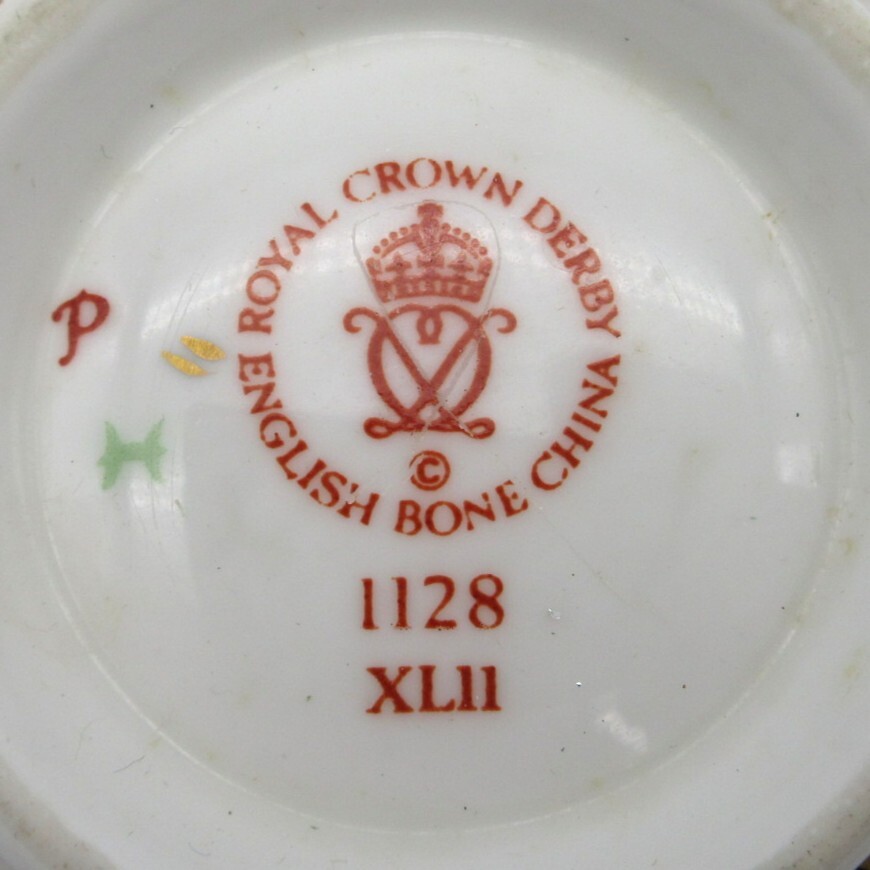 ROYAL CROWN DERBY
ENGLISH BONE CHINA
©
P
H
1128
XLII